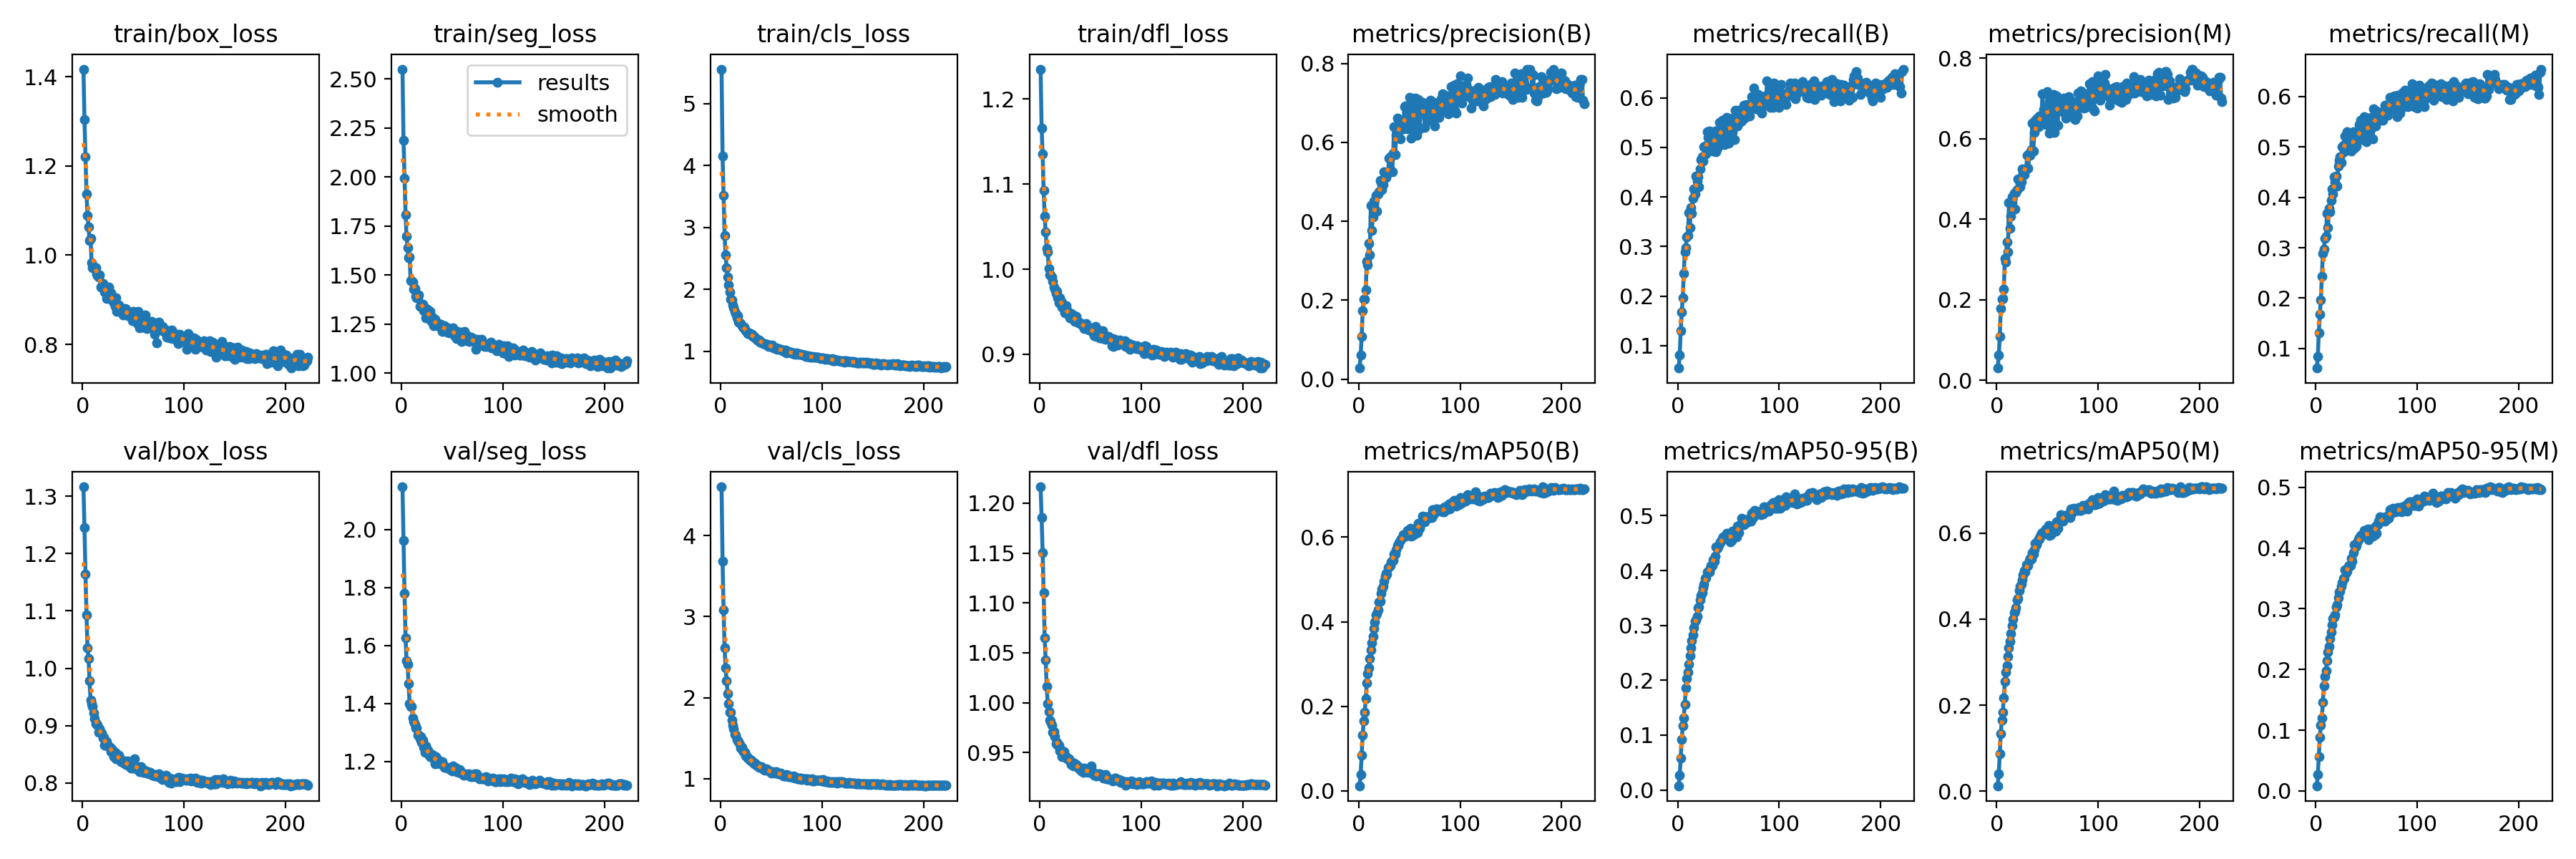 train/box_loss
train/seg_loss
train/cls_loss
train/dfl_loss
metrics/precision(B)
metrics/recall(B)
metrics/precision(M)
metrics/recall(M)
1.4
1.2
1.0
0.8
0 100 200
2.50
2.25
2.00
1.75
1.50
1.25
1.00
results
smooth
0 100 200
5
4
3
2
1
0 100 200
1.2
1.1
1.0
0.9
0 100 200
0.8
0.6
0.4
0.2
0.0
0 100 200
0.6
0.5
0.4
0.3
0.2
0.1
0 100 200
0.8
0.6
0.4
0.2
0.0
0 100 200
0.6
0.5
0.4
0.3
0.2
0.1
0 100 200
val/box_loss
val/seg_loss
val/cls_loss
val/dfl_loss
metrics/mAP50(B)
metrics/mAP50-95(B)
metrics/mAP50(M)
metrics/mAP50-95(M)
1.3
1.2
1.1
1.0
0.9
0.8
0 100 200
2.0
1.8
1.6
1.4
1.2
0 100 200
4
3
2
1
0 100 200
1.20
1.15
1.10
1.05
1.00
0.95
0 100 200
0.6
0.4
0.2
0.0
0 100 200
0.5
0.4
0.3
0.2
0.1
0.0
0 100 200
0.6
0.4
0.2
0.0
0 100 200
0.5
0.4
0.3
0.2
0.1
0.0
0 100 200